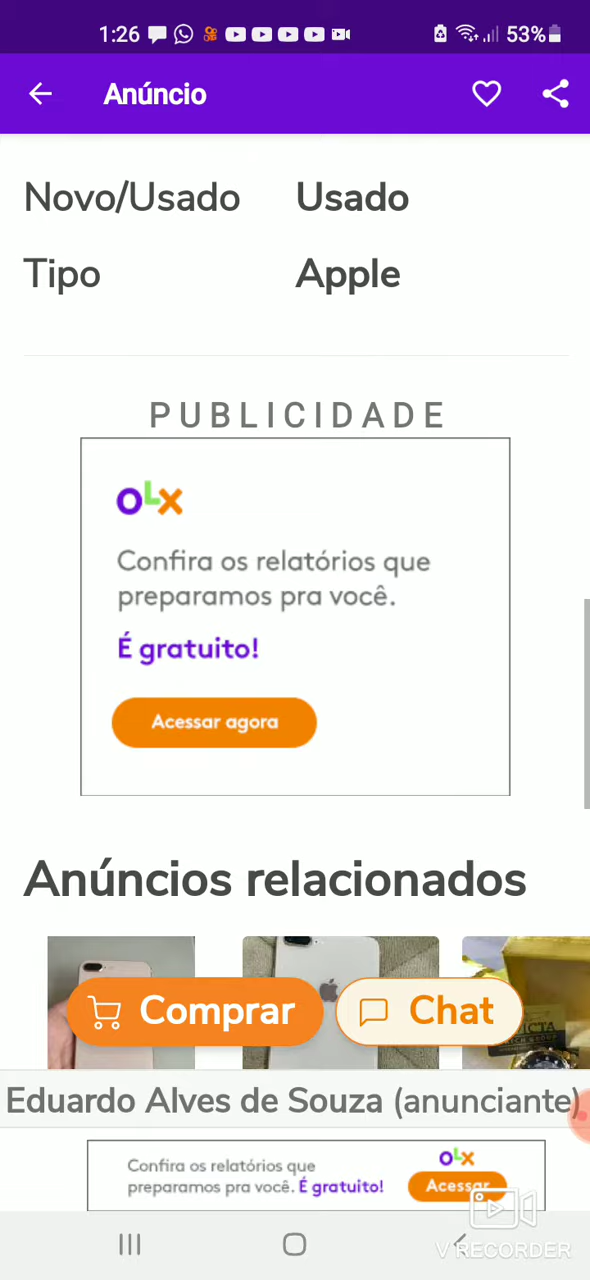 1:26 53%
Anúncio
Novo/Usado Usado
Tipo Apple
PUBLICIDADE
OLX
Confira os relatórios que
preparamos pra você.
É gratuito!
Acessar agora
Anúncios relacionados
INVICTA
Comprar Chat
Eduardo Alves de Souza (anunciante)
Confira os relatórios que
preparamos pra você. É gratuito!
OLX
Acessar
V RECORDER